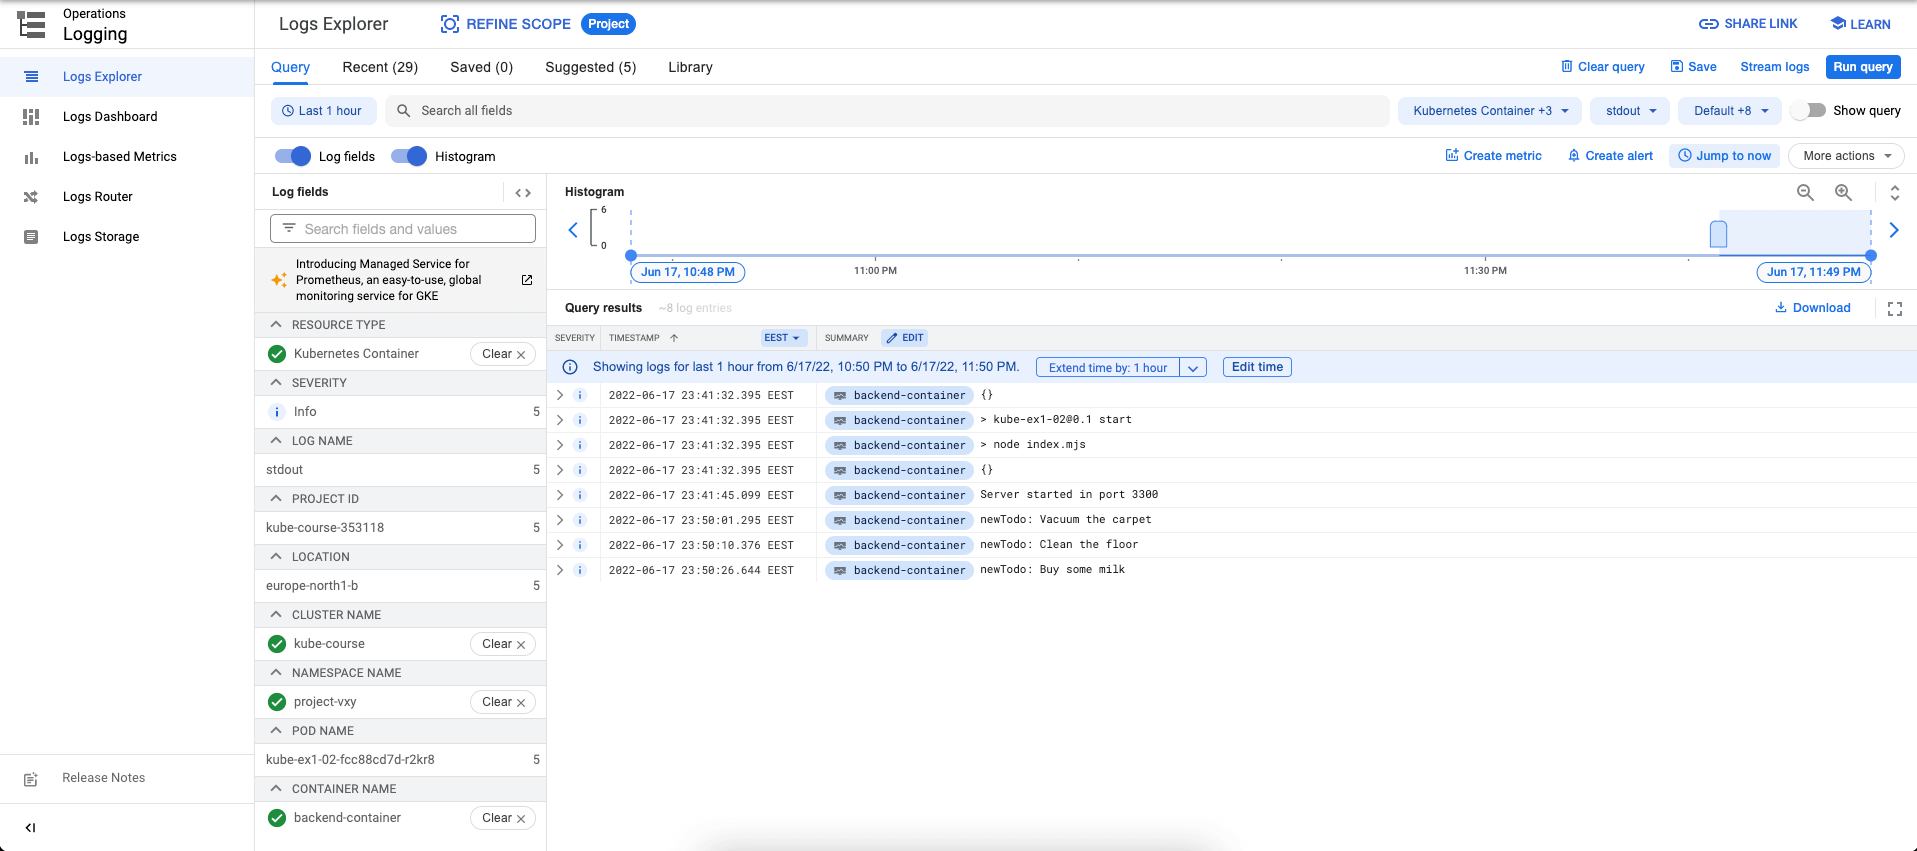 Operations
Logging
Logs Explorer
Logs Dashboard
Logs-based Metrics
Logs Router
Logs Storage
Release Notes
Logs Explorer
REFINE SCOPE
Project
SHARE LINK
LEARN
Query
Recent (29)
Saved (0)
Suggested (5)
Library
Clear query
Save
Stream logs
Run query
Last 1 hour
Search all fields
Kubernetes Container +3
stdout
Default +8
Show query
Log fields
Histogram
Create metric
Create alert
Jump to now
More actions
Log fields
Search fields and values
Introducing Managed Service for
Prometheus, an easy-to-use, global
monitoring service for GKE
RESOURCE TYPE
Kubernetes Container
Clear
SEVERITY
Info 5
LOG NAME
stdout 5
PROJECT ID
kube-course-353118 5
LOCATION
europe-north1-b 5
CLUSTER NAME
kube-course
Clear
NAMESPACE NAME
project-vxy
Clear
POD NAME
kube-ex1-02-fcc88cd7d-r2kr8 5
CONTAINER NAME
backend-container
Clear
Histogram
6
0
Jun 17, 10:48 PM
11:00 PM
11:30 PM
Jun 17, 11:49 PM
Query results
~8 log entries
Download
SEVERITY
TIMESTAMP
EEST
SUMMARY
EDIT
Showing logs for last 1 hour from 6/17/22, 10:50 PM to 6/17/22, 11:50 PM.
Extend time by: 1 hour
Edit time
2022-06-17 23:41:32.395 EEST backend-container {}
2022-06-17 23:41:32.395 EEST backend-container > kube-ex1-02@0.1 start
2022-06-17 23:41:32.395 EEST backend-container > node index.mjs
2022-06-17 23:41:32.395 EEST backend-container {}
2022-06-17 23:41:45.099 EEST backend-container Server started in port 3300
2022-06-17 23:50:01.295 EEST backend-container newTodo: Vacuum the carpet
2022-06-17 23:50:10.376 EEST backend-container newTodo: Clean the floor
2022-06-17 23:50:26.644 EEST backend-container newTodo: Buy some milk